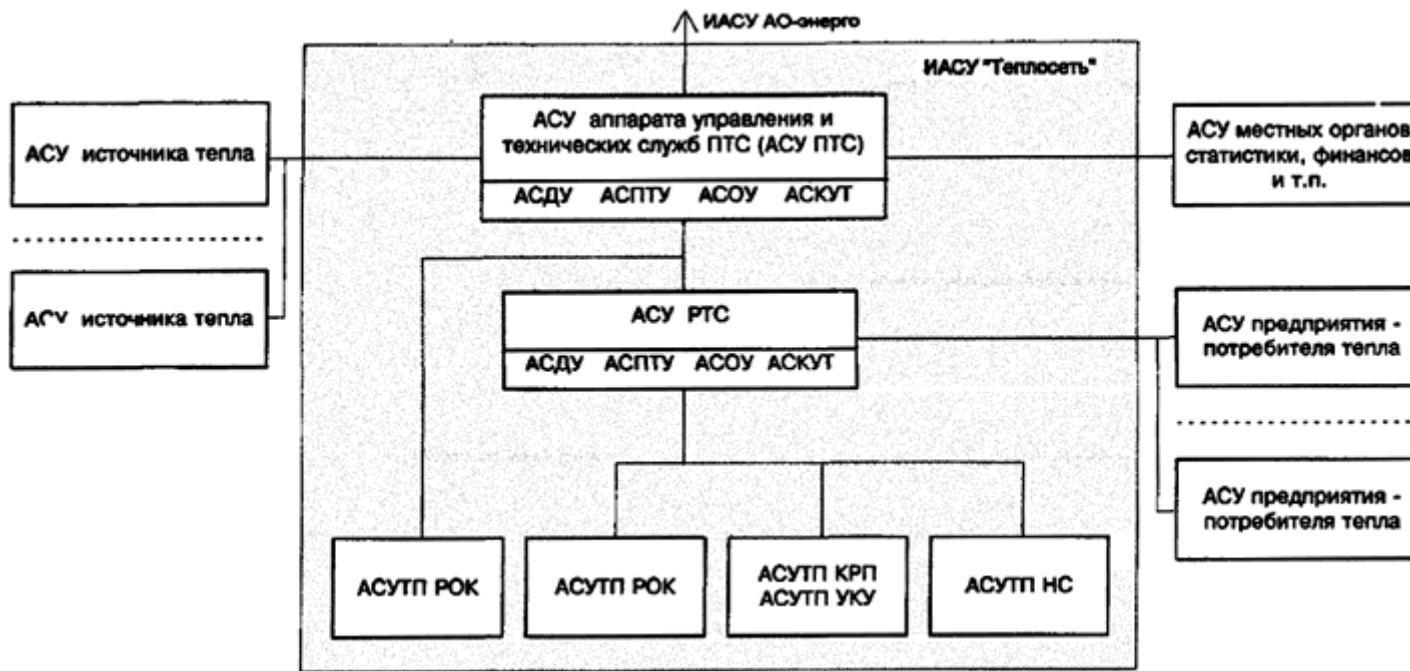 ИАСУ АО-энерго
ИАСУ "Теплосеть"
АСУ источника тепла
АСУ аппарата управления и
технических служб ПТС (АСУ ПТС)
АСДУ АСПТУ АСОУ АСКУТ
АСУ местных органов
статистики, финансов
и т.п.
АСУ источника тепла
АСУ РТС
АСДУ АСПТУ АСОУ АСКУТ
АСУ предприятия -
потребителя тепла
АСУ предприятия -
потребителя тепла
АСУТП РОК
АСУТП РОК
АСУТП КРП
АСУТП УКУ
АСУТП НС